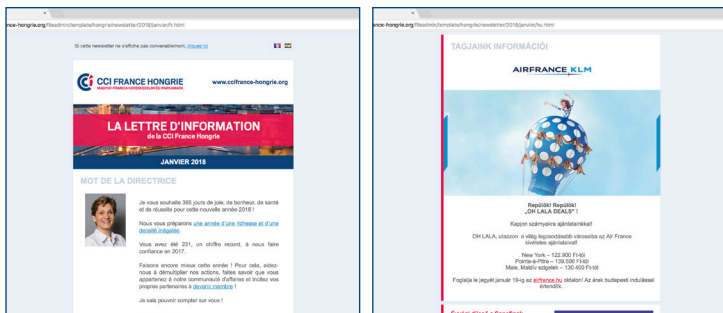 nce-hongrie.org/fileadmin/template/hongrie/newsletter/2018/janvier/fr.html
Si cette newsletter ne s'affiche pas convenablement, cliquez ici
CCI FRANCE HONGRIE
MAGYAR-FRANCIA KERESKEDELMI ÉS IPARKAMARA
www.ccifrance-hongrie.org
LA LETTRE D'INFORMATION
de la CCI France Hongrie
JANVIER 2018
MOT DE LA DIRECTRICE
Je vous souhaite 365 jours de joie, de bonheur, de santé
et de réussite pour cette nouvelle année 2018 !
Nous vous préparons une année d'une richesse et d'une
densité inégalée.
Vous avez été 231, un chiffre record, à nous faire
confiance en 2017.
Faisons encore mieux cette année ! Pour cela, aidez-
nous à démultiplier nos actions, faites savoir que vous
appartenez à notre communauté d'affaires et incitez vos
propres partenaires à devenir membre !
Je sais pouvoir compter sur vous !
nce-hongrie.org/fileadmin/template/hongrie/newsletter/2018/janvier/hu.html
TAGJAINK INFORMÁCIÓI
AIRFRANCE KLM
Repülök! Repülök!
„OH LALA DEALS" !
Kapjon szárnyakra ajánlatainkkal!
OH LALA, utazzon a világ legcsodásabb városaiba az Air France
kivételes ajánlataival!
New York – 122.900 Ft-tól
Pointe-à-Pitre – 139.500 Ft-tól
Male, Maldív szigetek – 130.400 Ft-tól
Foglalja le jegyét január 19-ig az airfrance.hu oldalon! Az árak budapesti indulással
értendők.